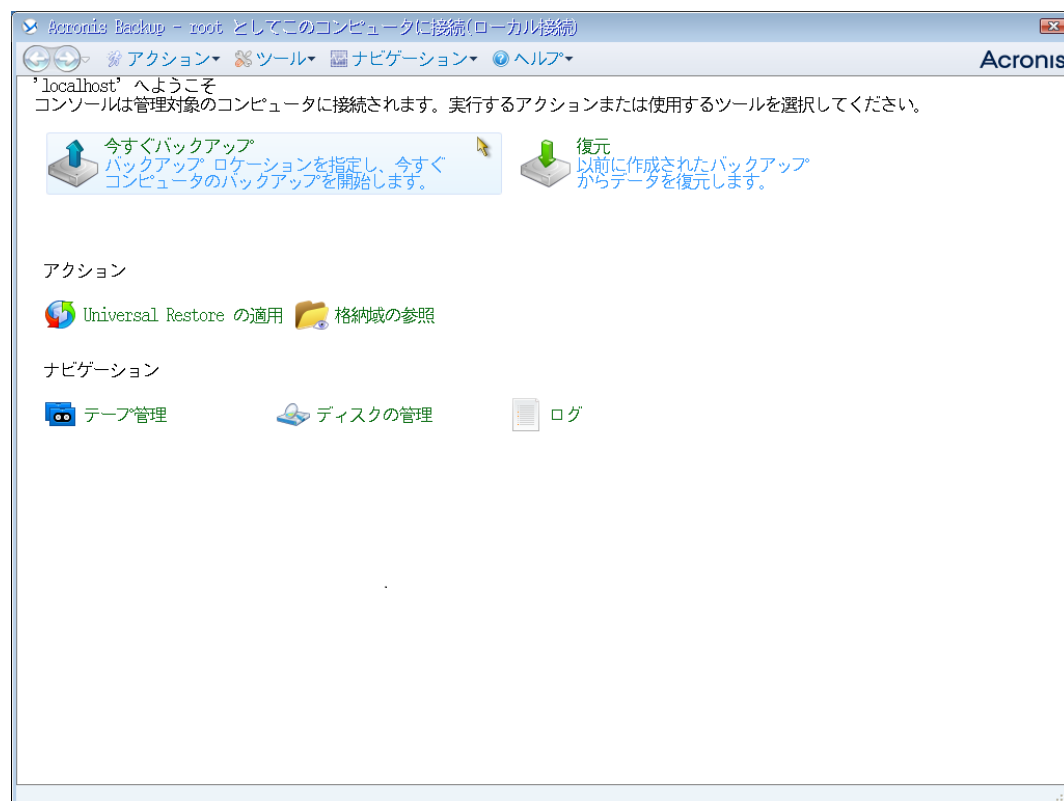 Acronis Backup - root としてこのコンピュータに接続(ローカル接続)
アクション ツール ナビゲーション ヘルプ Acronis
'localhost' へようこそ
コンソールは管理対象のコンピュータに接続されます。実行するアクションまたは使用するツールを選択してください。
今すぐバックアップ
バックアップ ロケーションを指定し、今すぐ
コンピュータのバックアップを開始します。
復元
以前に作成されたバックアップ
からデータを復元します。
アクション
Universal Restore の適用 格納域の参照
ナビゲーション
テープ管理 ディスクの管理 ログ